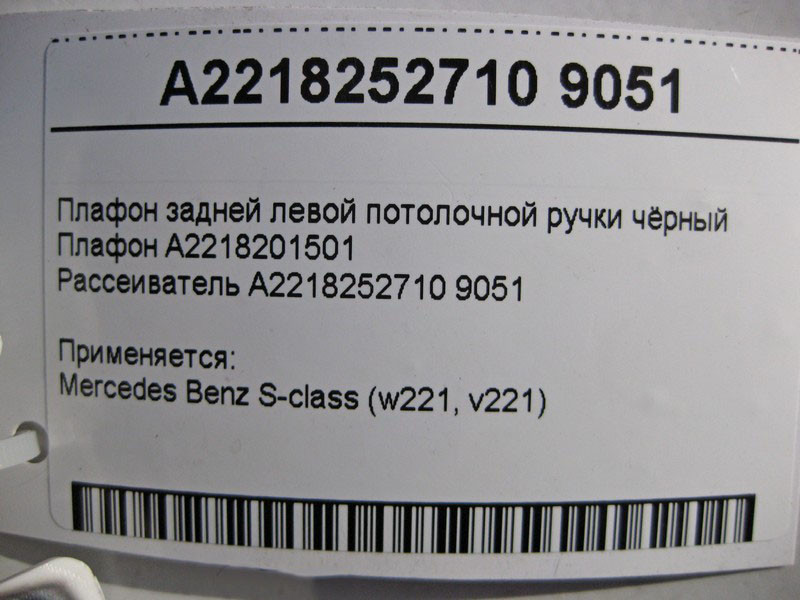 A2218252710 9051
Плафон задней левой потолочной ручки чёрный
Плафон A2218201501
Рассеиватель A2218252710 9051
Применяется:
Mercedes Benz S-class (w221, v221)